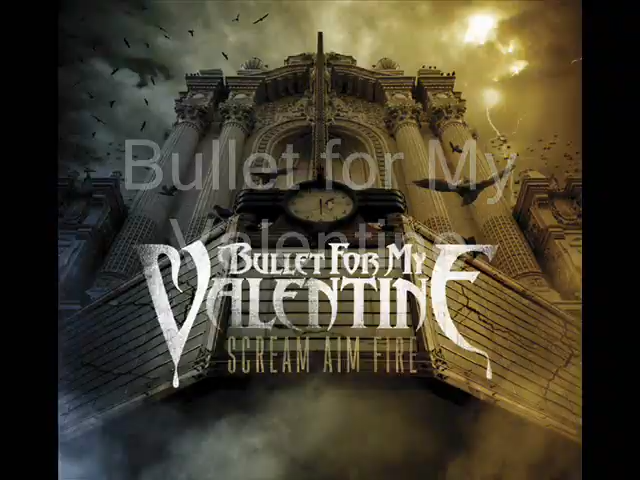 Bullet for My
Valentine
BULLET FOR MY
VALENTINE
SCREAM AIM FIRE